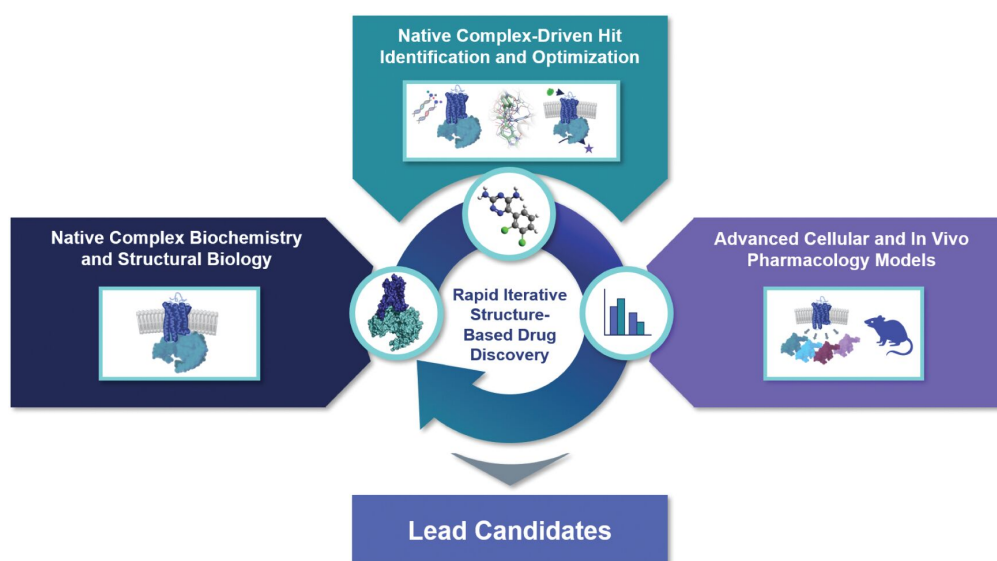 Native Complex-Driven Hit
Identification and Optimization
Native Complex Biochemistry
and Structural Biology
Rapid Iterative
Structure-
Based Drug
Discovery
Advanced Cellular and In Vivo
Pharmacology Models
Lead Candidates